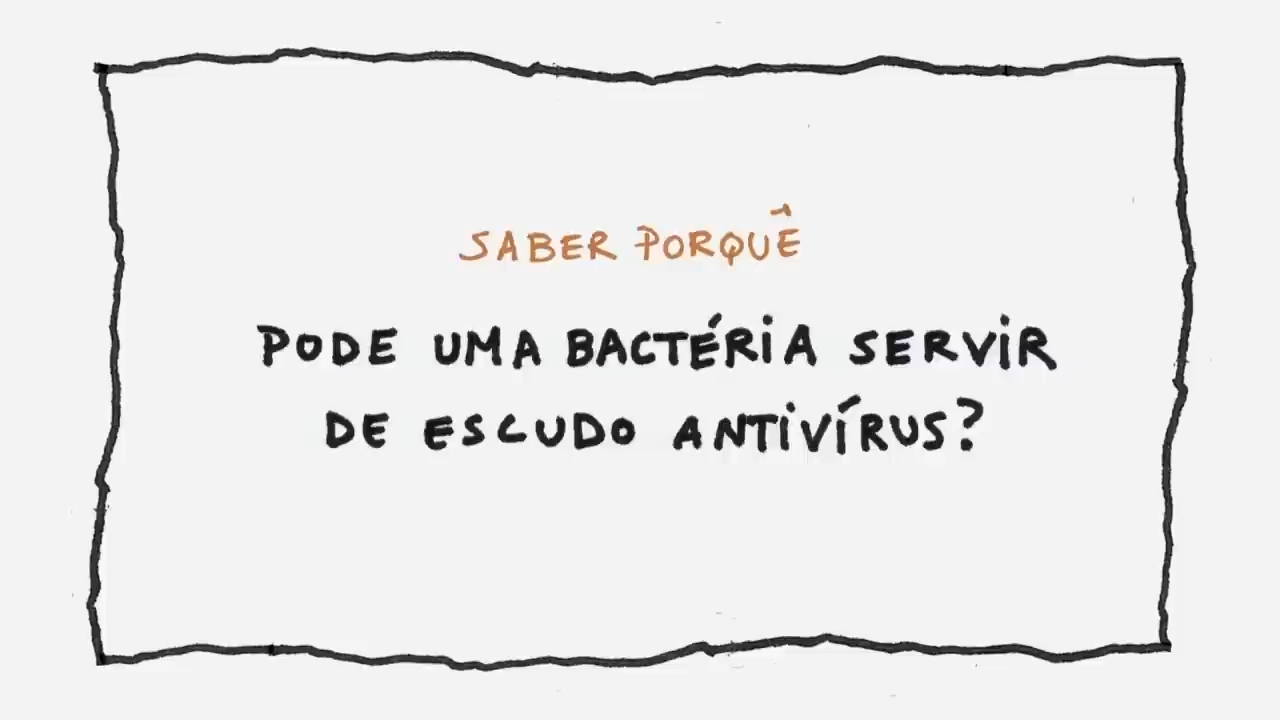 SABER PORQUÊ
PODE UMA BACTÉRIA SERVIR
DE ESCUDO ANTIVÍRUS?